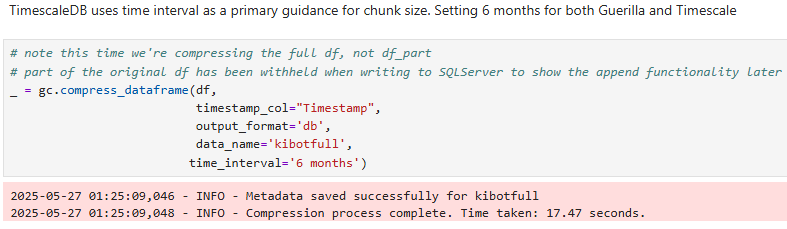 TimescaleDB uses time interval as a primary guidance for chunk size. Setting 6 months for both Guerilla and Timescale
# note this time we're compressing the full df, not df_part
# part of the original df has been withheld when writing to SQLServer to show the append functionality later
_ = gc.compress_dataframe(df,
timestamp_col="Timestamp",
output_format='db',
data_name='kibotfull',
time_interval='6 months')
2025-05-27 01:25:09,046 - INFO - Metadata saved successfully for kibotfull
2025-05-27 01:25:09,048 - INFO - Compression process complete. Time taken: 17.47 seconds.